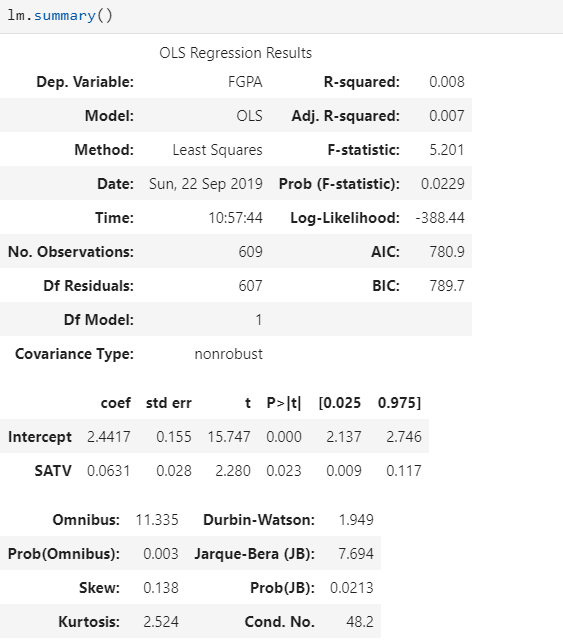 lm.summary()
OLS Regression Results
Dep. Variable: FGPA R-squared: 0.008
Model: OLS Adj. R-squared: 0.007
Method: Least Squares F-statistic: 5.201
Date: Sun, 22 Sep 2019 Prob (F-statistic): 0.0229
Time: 10:57:44 Log-Likelihood: -388.44
No. Observations: 609 AIC: 780.9
Df Residuals: 607 BIC: 789.7
Df Model: 1
Covariance Type: nonrobust
coef std err t P>|t| [0.025 0.975]
Intercept 2.4417 0.155 15.747 0.000 2.137 2.746
SATV 0.0631 0.028 2.280 0.023 0.009 0.117
Omnibus: 11.335 Durbin-Watson: 1.949
Prob(Omnibus): 0.003 Jarque-Bera (JB): 7.694
Skew: 0.138 Prob(JB): 0.0213
Kurtosis: 2.524 Cond. No. 48.2